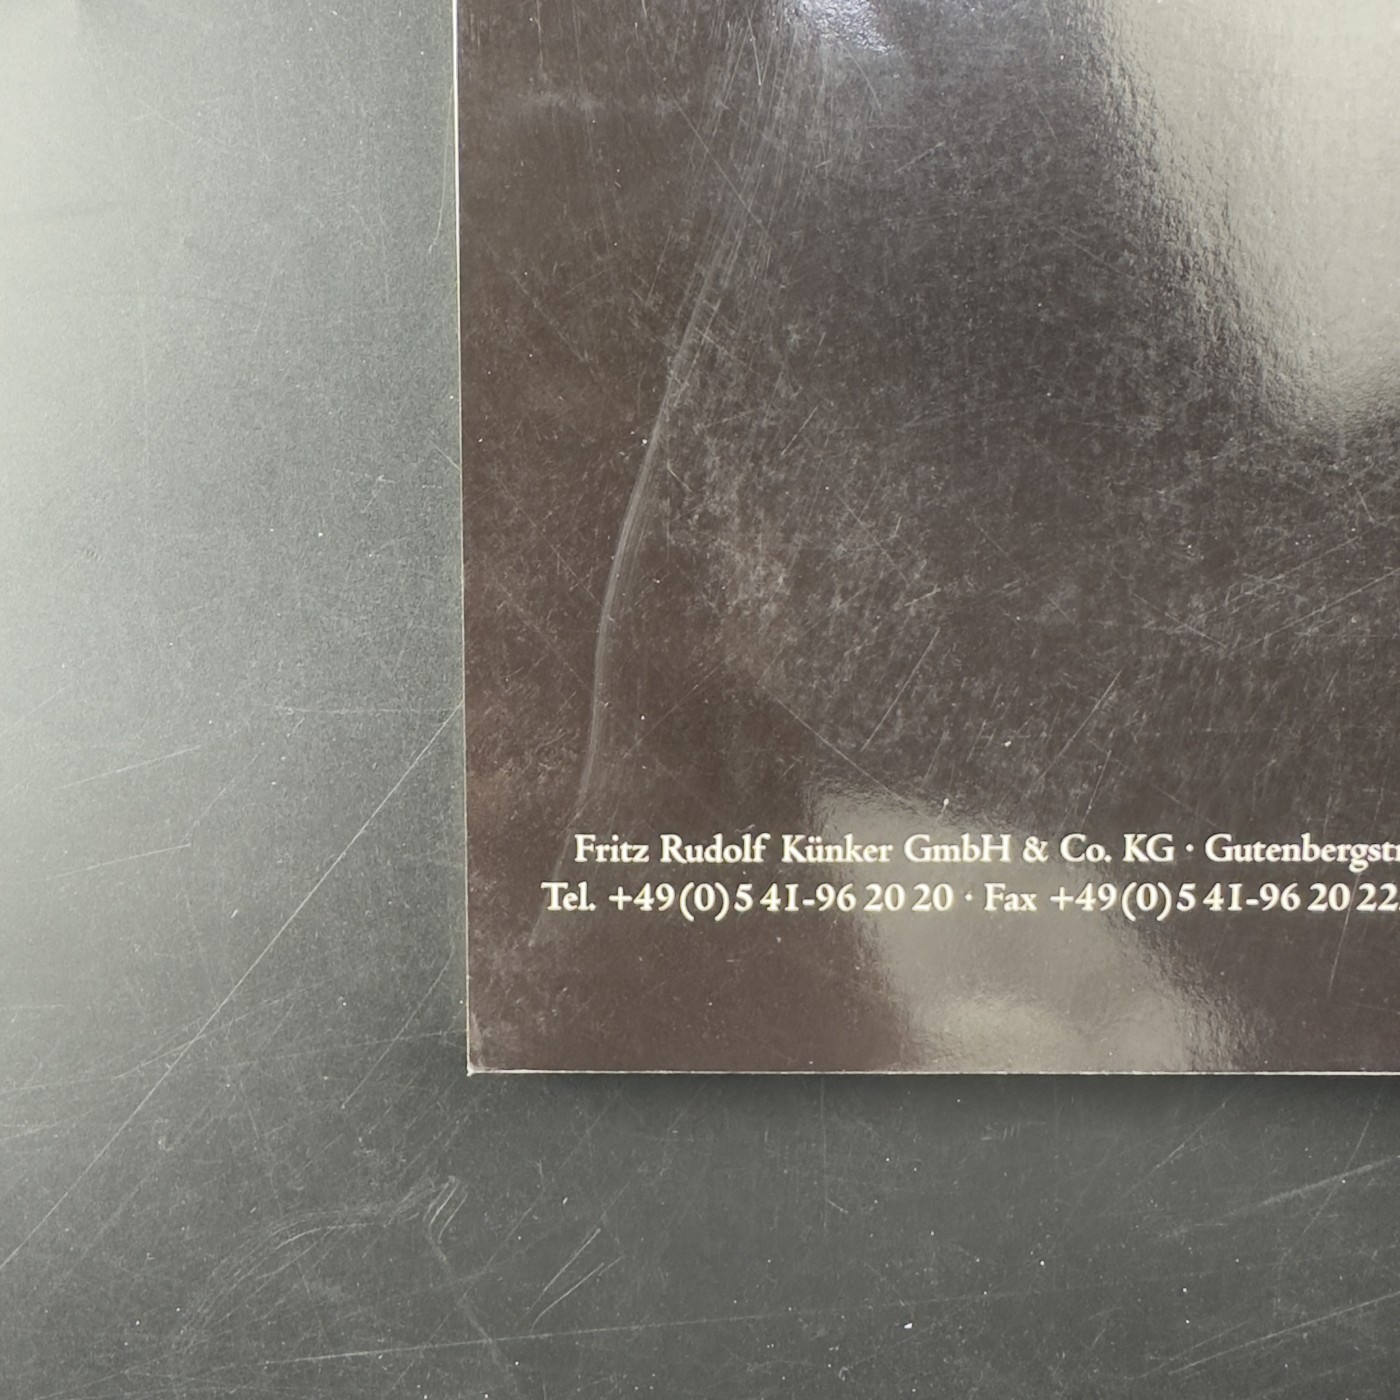 Fritz Rudolf Künker GmbH & Co. KG · Gutenbergstr
Tel. +49(0)5 41-96 20 20 · Fax +49(0)5 41-96 20 22